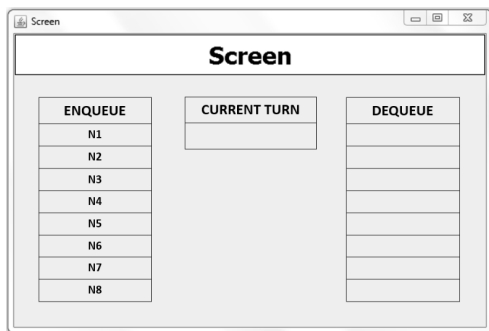 Screen
Screen
ENQUEUE
N1
N2
N3
N4
N5
N6
N7
N8
CURRENT TURN
DEQUEUE